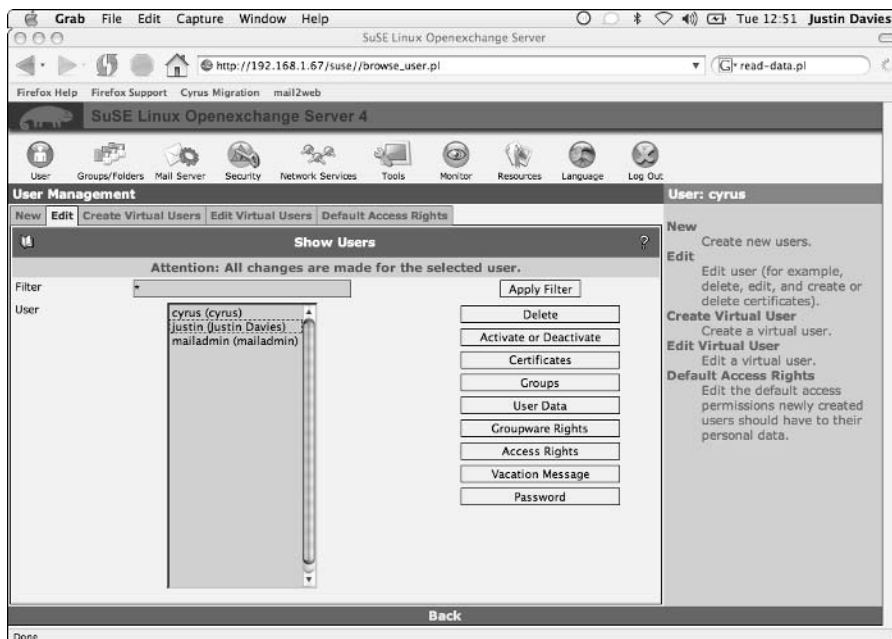 Grab File Edit Capture Window Help Tue 12:51 Justin Davies
SuSE Linux Openexchange Server
http://192.168.1.67/suse//browse_user.pl
G read-data.pl
Firefox Help Firefox Support Cyrus Migration mail2web
SuSE Linux Openexchange Server 4
User Groups/Folders Mail Server Security Network Services Tools Monitor Resources Language Log Out
User Management
New Edit Create Virtual Users Edit Virtual Users Default Access Rights
Show Users ?
Attention: All changes are made for the selected user.
Filter * Apply Filter
User
cyrus (cyrus)
justin (Justin Davies)
mailadmin (mailadmin)
Delete
Activate or Deactivate
Certificates
Groups
User Data
Groupware Rights
Access Rights
Vacation Message
Password
User: cyrus
New
Create new users.
Edit
Edit user (for example,
delete, edit, and create or
delete certificates).
Create Virtual User
Create a virtual user.
Edit Virtual User
Edit a virtual user.
Default Access Rights
Edit the default access
permissions newly created
users should have to their
personal data.
Back
Done